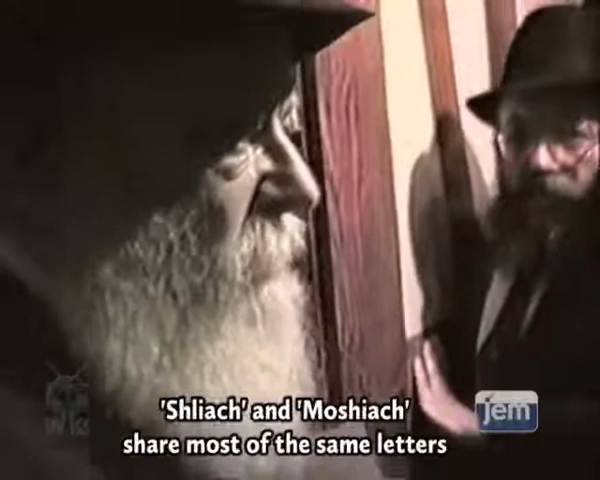 'Shliach' and 'Moshiach'
share most of the same letters
jem